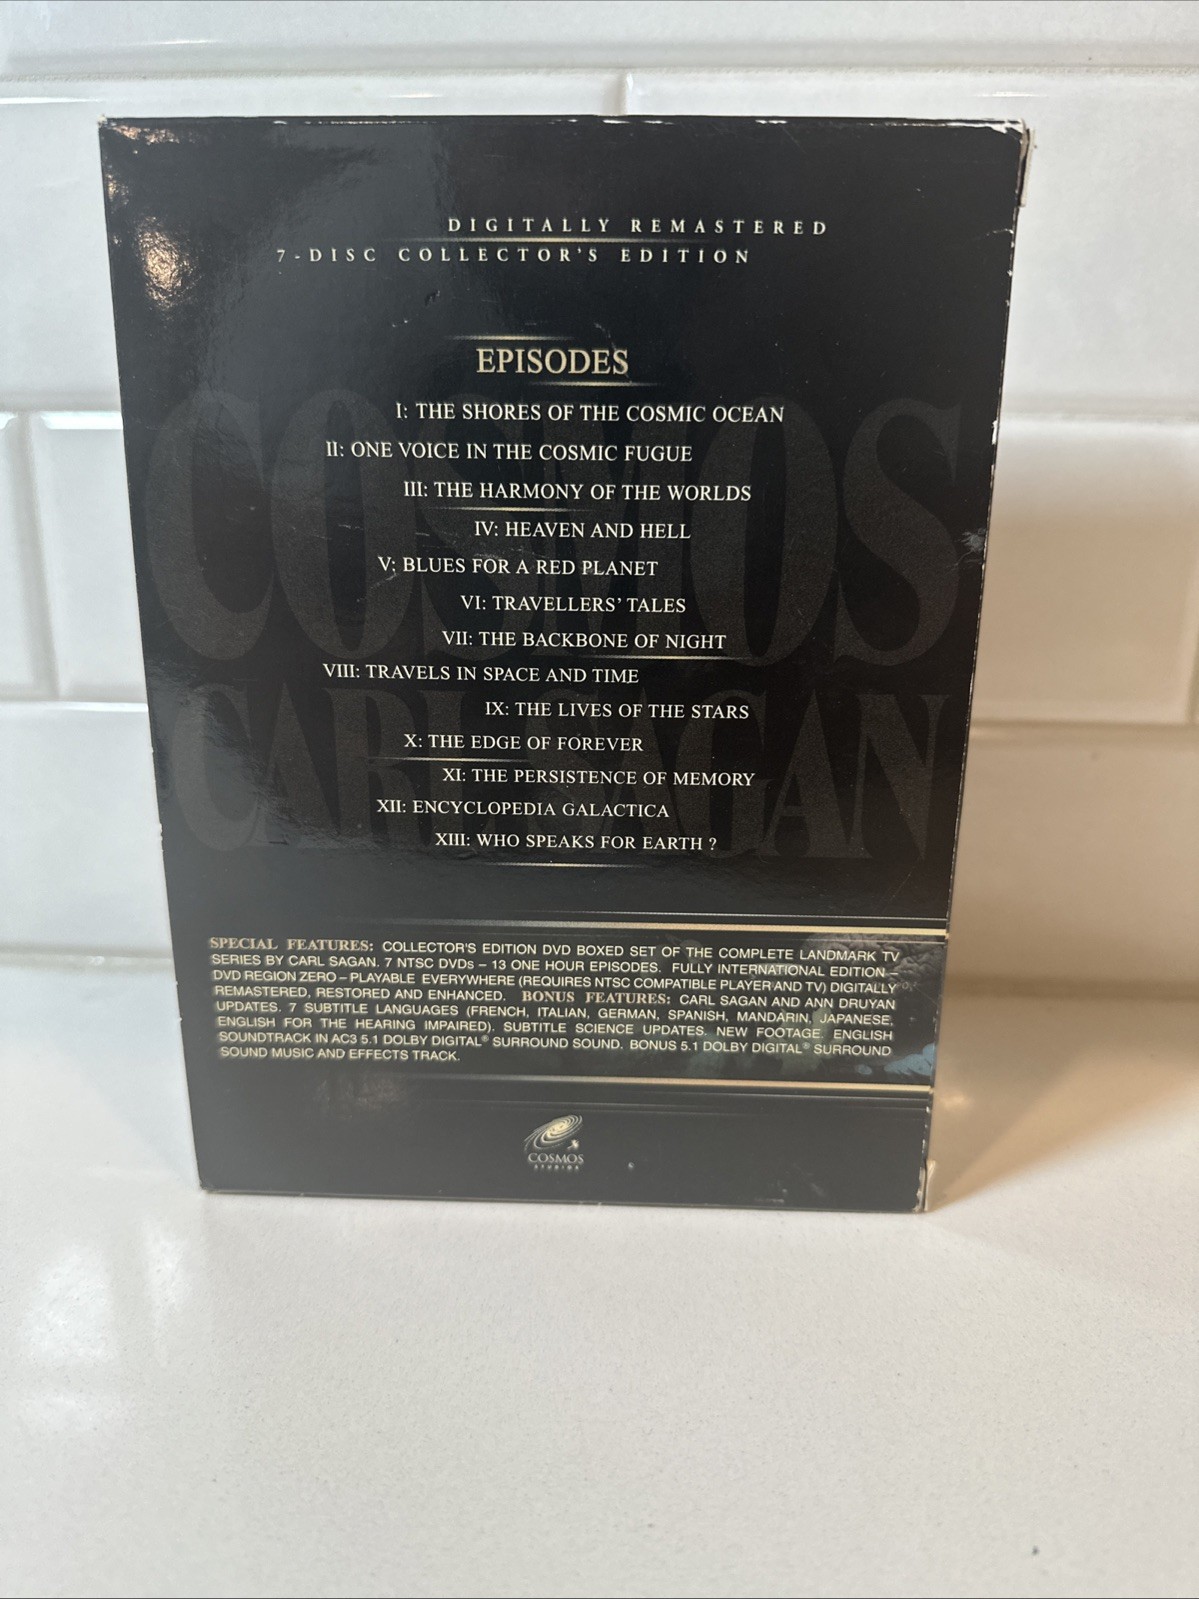 DIGITALLY REMASTERED
7-DISC COLLECTOR'S EDITION
EPISODES
I: THE SHORES OF THE COSMIC OCEAN
II: ONE VOICE IN THE COSMIC FUGUE
III: THE HARMONY OF THE WORLDS
IV: HEAVEN AND HELL
V: BLUES FOR A RED PLANET
VI: TRAVELLERS' TALES
VII: THE BACKBONE OF NIGHT
VIII: TRAVELS IN SPACE AND TIME
IX: THE LIVES OF THE STARS
X: THE EDGE OF FOREVER
XI: THE PERSISTENCE OF MEMORY
XII: ENCYCLOPEDIA GALACTICA
XIII: WHO SPEAKS FOR EARTH ?
COSMOS
CARL SAGAN
SPECIAL FEATURES: COLLECTOR'S EDITION DVD BOXED SET OF THE COMPLETE LANDMARK TV
SERIES BY CARL SAGAN. 7 NTSC DVDs – 13 ONE HOUR EPISODES. FULLY INTERNATIONAL EDITION –
DVD REGION ZERO – PLAYABLE EVERYWHERE (REQUIRES NTSC COMPATIBLE PLAYER AND TV) DIGITALLY
REMASTERED, RESTORED AND ENHANCED. BONUS FEATURES: CARL SAGAN AND ANN DRUYAN
UPDATES. 7 SUBTITLE LANGUAGES (FRENCH, ITALIAN, GERMAN, SPANISH, MANDARIN, JAPANESE,
ENGLISH FOR THE HEARING IMPAIRED). SUBTITLE SCIENCE UPDATES. NEW FOOTAGE. ENGLISH
SOUNDTRACK IN AC3 5.1 DOLBY DIGITAL® SURROUND SOUND. BONUS 5.1 DOLBY DIGITAL® SURROUND
SOUND MUSIC AND EFFECTS TRACK.
COSMOS
STUDIOS